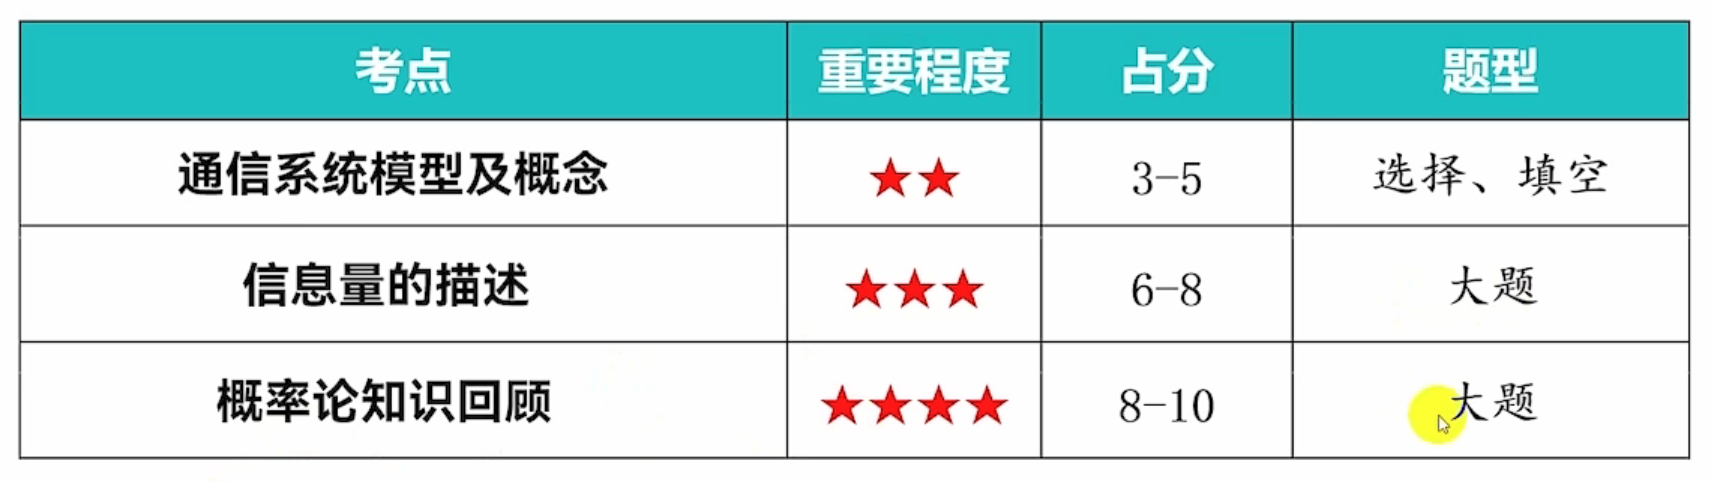 考点 重要程度 占分 题型
通信系统模型及概念 ★★ 3-5 选择、填空
信息量的描述 ★★★ 6-8 大题
概率论知识回顾 ★★★★ 8-10 大题